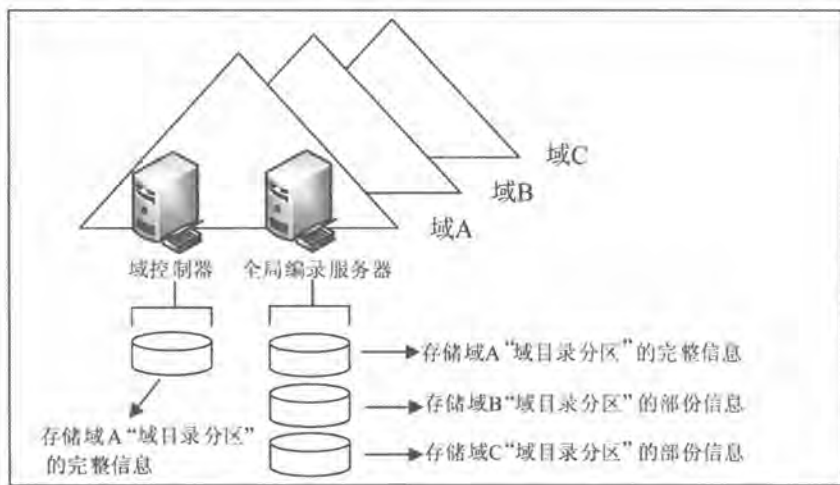 域C
域B
域A
域控制器
全局编录服务器
存储域A“域目录分区”的完整信息
存储域B“域目录分区”的部份信息
存储域C“域目录分区”的部份信息
存储域A“域目录分区”
的完整信息